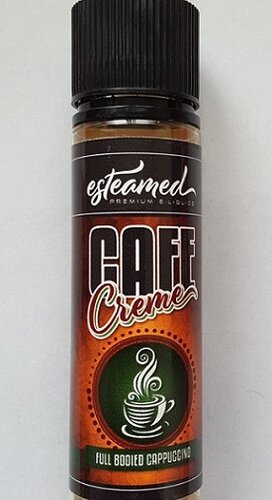 esteamed
PREMIUM E LIQUIDS
CAFE
Creme
FULL BODIED CAPPUCCINO